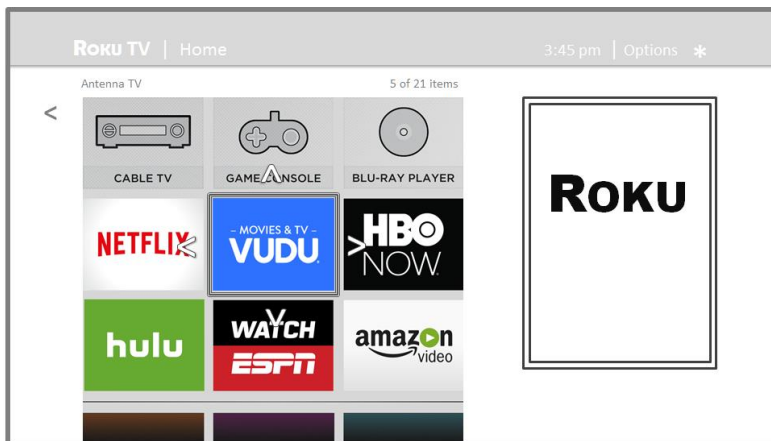 ROKU TV | Home
3:45 pm | Options *
Antenna TV
5 of 21 items
<
CABLE TV
GAME CONSOLE
BLU-RAY PLAYER
ROKU
NETFLIX
– MOVIES & TV –
VUDU
HBO
NOW
hulu
WATCH
ESPN
amazon
video